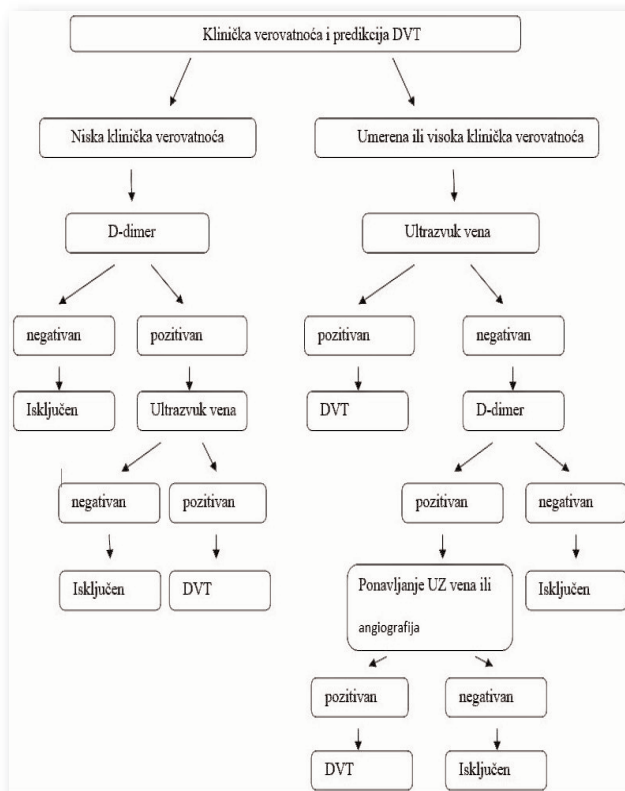 Klinička verovatnoća i predikcija DVT
Niska klinička verovatnoća
Umerena ili visoka klinička verovatnoća
D-dimer
Ultrazvuk vena
negativan
pozitivan
pozitivan
negativan
Isključen
Ultrazvuk vena
DVT
D-dimer
negativan
pozitivan
pozitivan
negativan
Isključen
DVT
Ponavljanje UZ vena ili
angiografija
Isključen
pozitivan
negativan
DVT
Isključen